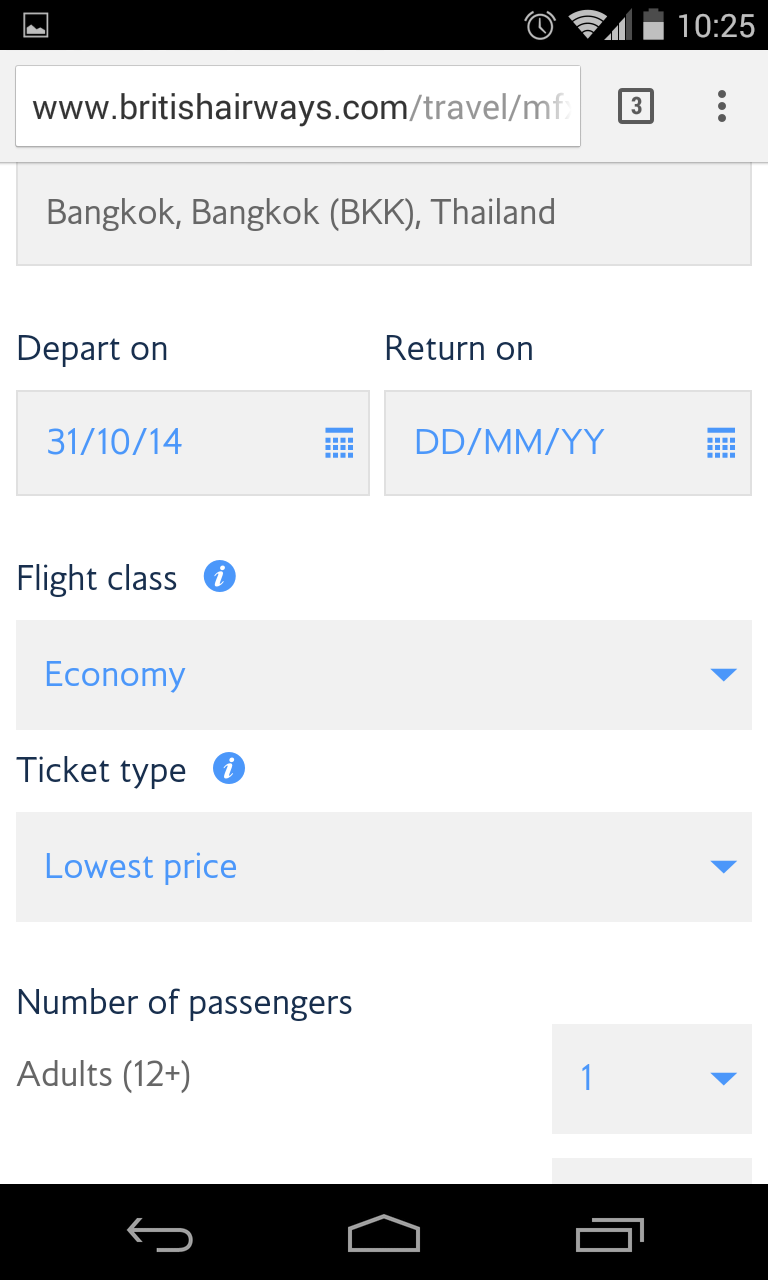 10:25
www.britishairways.com/travel/mf
3
Bangkok, Bangkok (BKK), Thailand
Depart on
Return on
31/10/14
DD/MM/YY
Flight class i
Economy
Ticket type i
Lowest price
Number of passengers
Adults (12+)
1